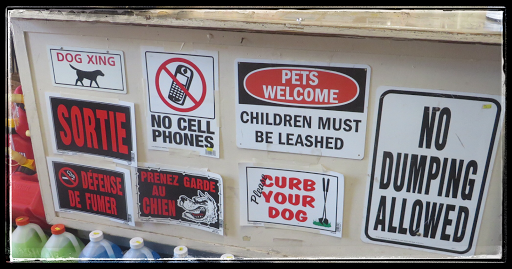 DOG XING
SORTIE
DÉFENSE
DE FUMER
NO CELL
PHONES
PRENEZ GARDE
AU
CHIEN
PETS
WELCOME
CHILDREN MUST
BE LEASHED
Please
CURB
YOUR
DOG
NO
DUMPING
ALLOWED